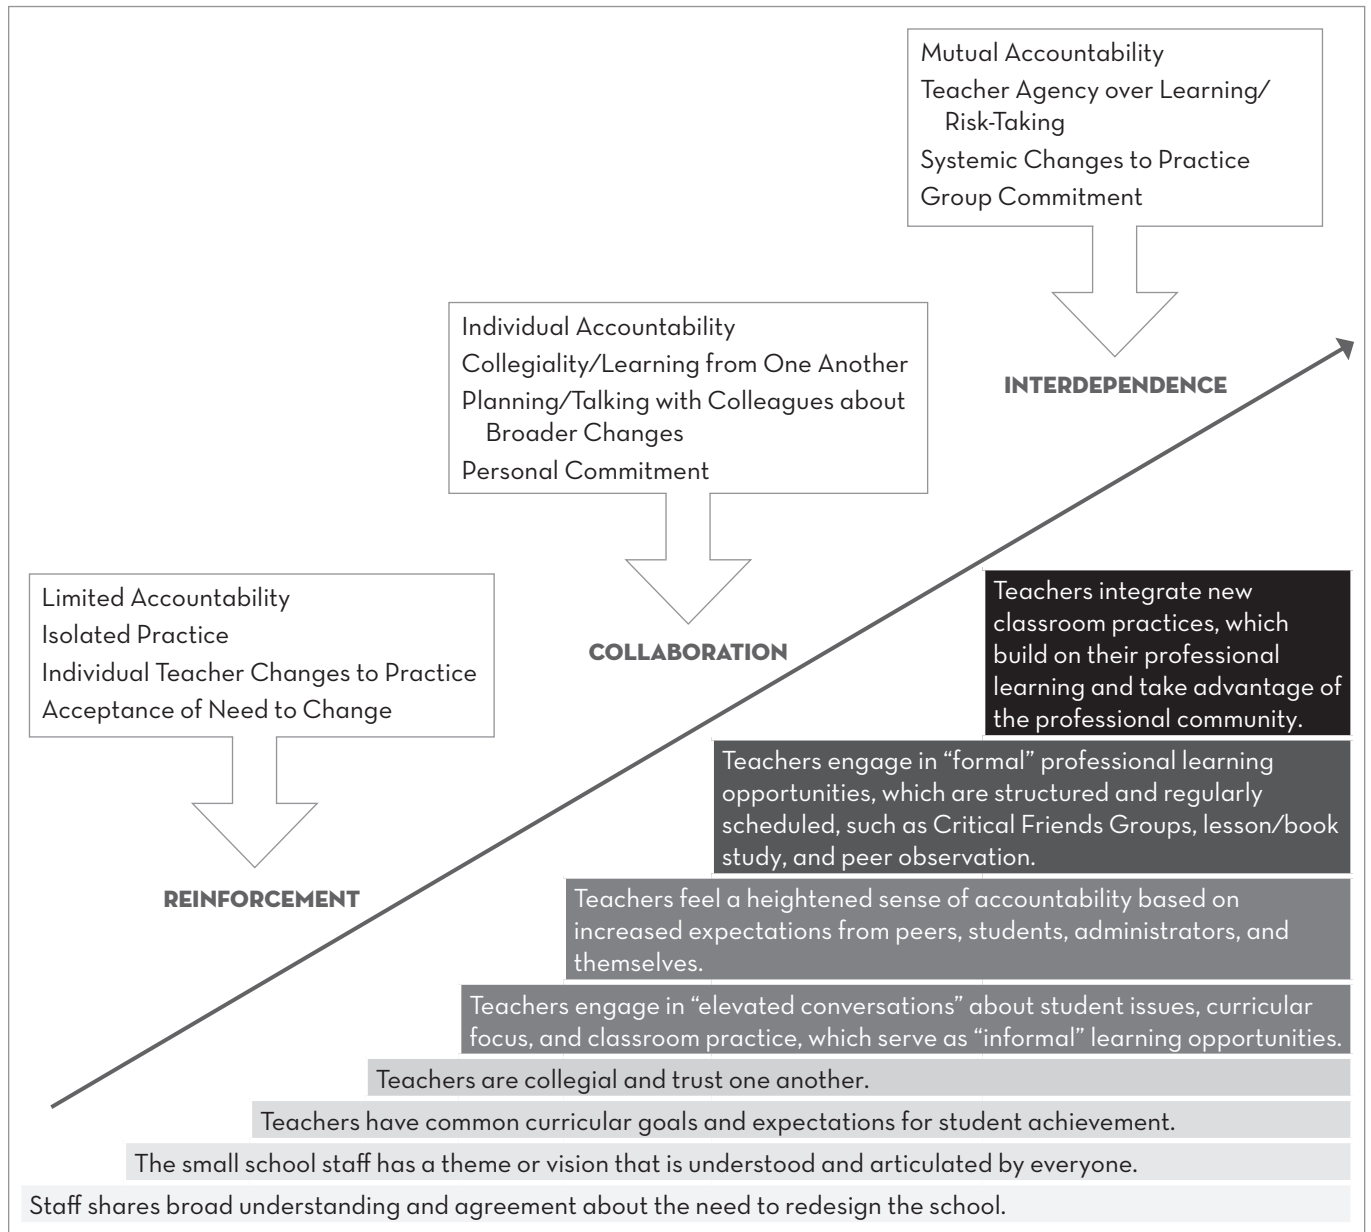 Mutual Accountability
Teacher Agency over Learning/
Risk-Taking
Systemic Changes to Practice
Group Commitment
INTERDEPENDENCE
Individual Accountability
Collegiality/Learning from One Another
Planning/Talking with Colleagues about
Broader Changes
Personal Commitment
COLLABORATION
Limited Accountability
Isolated Practice
Individual Teacher Changes to Practice
Acceptance of Need to Change
REINFORCEMENT
Teachers integrate new
classroom practices, which
build on their professional
learning and take advantage of
the professional community.
Teachers engage in “formal” professional learning
opportunities, which are structured and regularly
scheduled, such as Critical Friends Groups, lesson/book
study, and peer observation.
Teachers feel a heightened sense of accountability based on
increased expectations from peers, students, administrators, and
themselves.
Teachers engage in “elevated conversations” about student issues, curricular
focus, and classroom practice, which serve as “informal” learning opportunities.
Teachers are collegial and trust one another.
Teachers have common curricular goals and expectations for student achievement.
The small school staff has a theme or vision that is understood and articulated by everyone.
Staff shares broad understanding and agreement about the need to redesign the school.